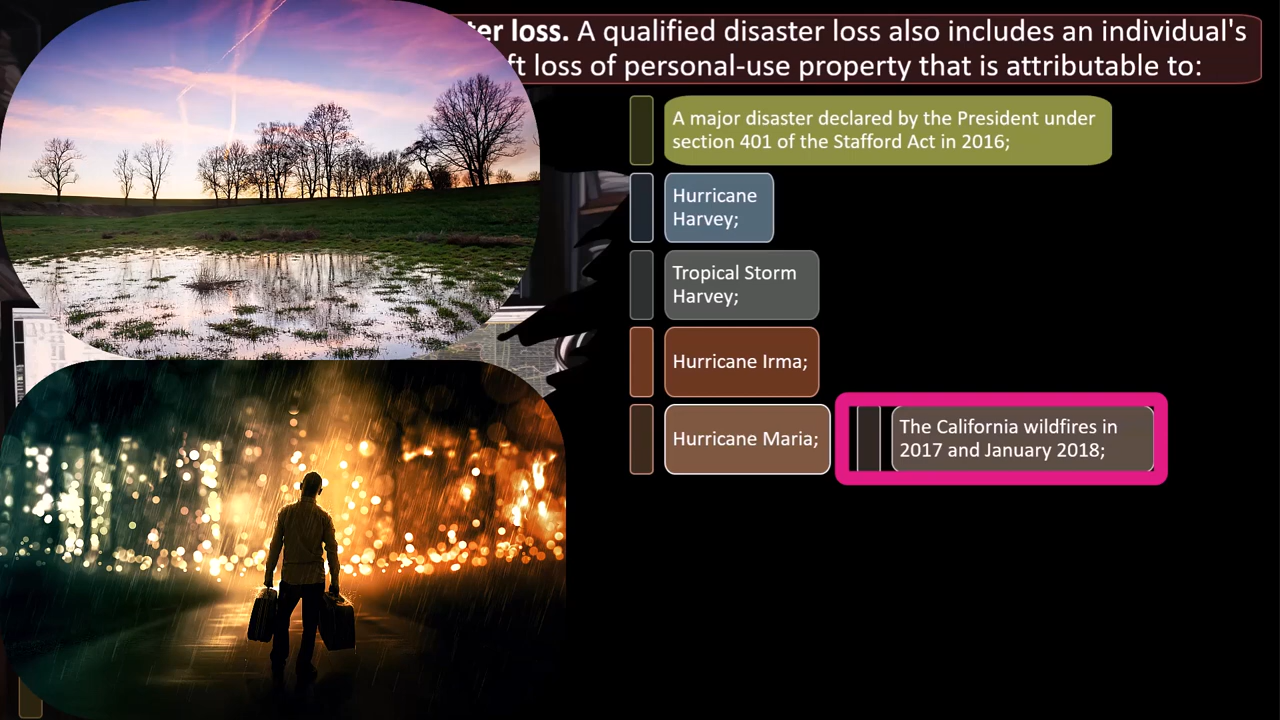 loss. A qualified disaster loss also includes an individual's
loss of personal-use property that is attributable to:
A major disaster declared by the President under
section 401 of the Stafford Act in 2016;
Hurricane
Harvey;
Tropical Storm
Harvey;
Hurricane Irma;
Hurricane Maria;
The California wildfires in
2017 and January 2018;